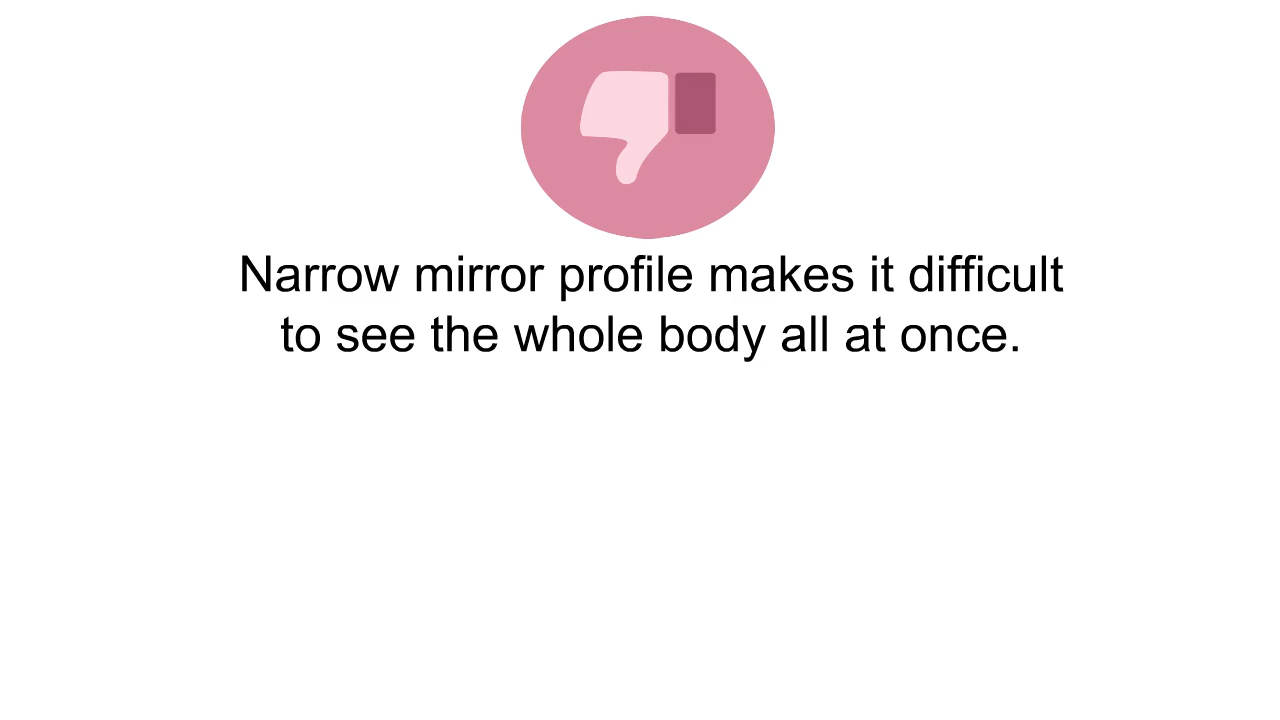 Narrow mirror profile makes it difficult
to see the whole body all at once.